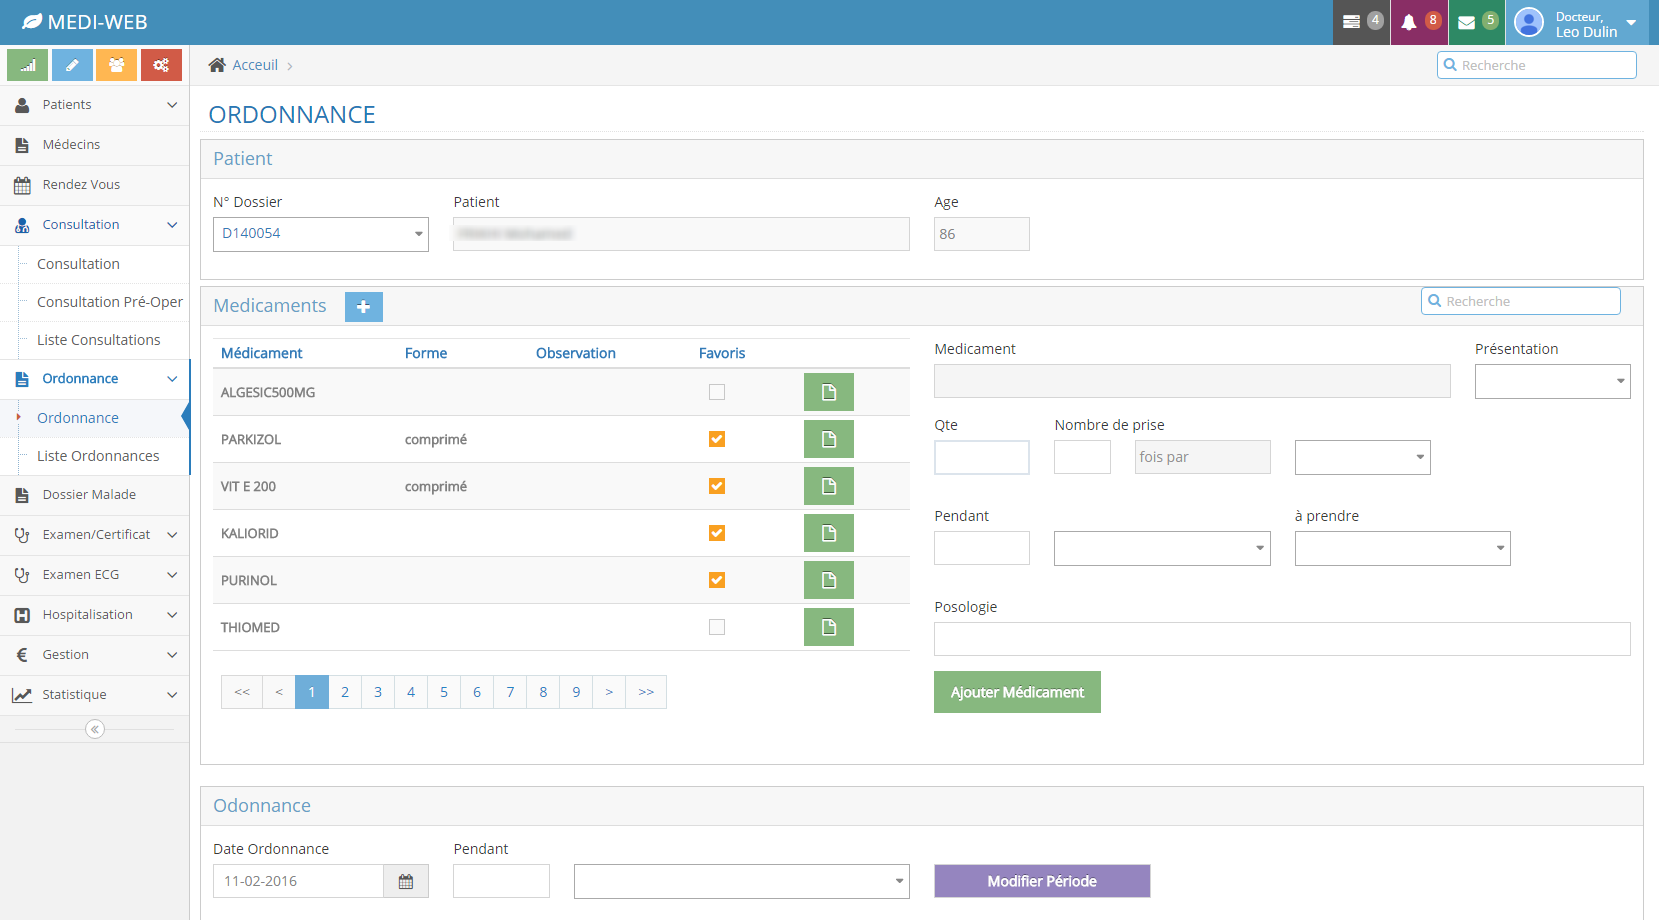 MEDI-WEB
4
8
5
Docteur,
Leo Dulin
Acceuil
Recherche
Patients
Médecins
Rendez Vous
Consultation
Consultation
Consultation Pré-Oper
Liste Consultations
Ordonnance
Ordonnance
Liste Ordonnances
Dossier Malade
Examen/Certificat
Examen ECG
Hospitalisation
Gestion
Statistique
«
ORDONNANCE
Patient
N° Dossier Patient Age
D140054 86
Medicaments +
Recherche
Médicament Forme Observation Favoris
ALGESIC500MG
PARKIZOL comprimé
VIT E 200 comprimé
KALIORID
PURINOL
THIOMED
<< < 1 2 3 4 5 6 7 8 9 > >>
Medicament Présentation
Qte Nombre de prise
fois par
Pendant à prendre
Posologie
Ajouter Médicament
Odonnance
Date Ordonnance Pendant
11-02-2016 Modifier Période